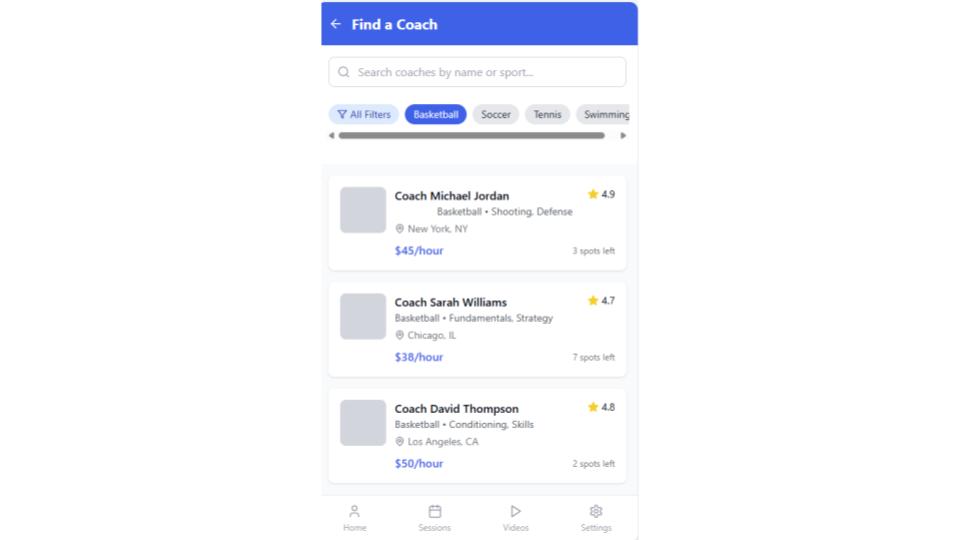 Find a Coach
Search coaches by name or sport...
All Filters Basketball Soccer Tennis Swimming
Coach Michael Jordan 4.9
Basketball • Shooting, Defense
New York, NY
$45/hour 3 spots left
Coach Sarah Williams 4.7
Basketball • Fundamentals, Strategy
Chicago, IL
$38/hour 7 spots left
Coach David Thompson 4.8
Basketball • Conditioning, Skills
Los Angeles, CA
$50/hour 2 spots left
Home Sessions Videos Settings